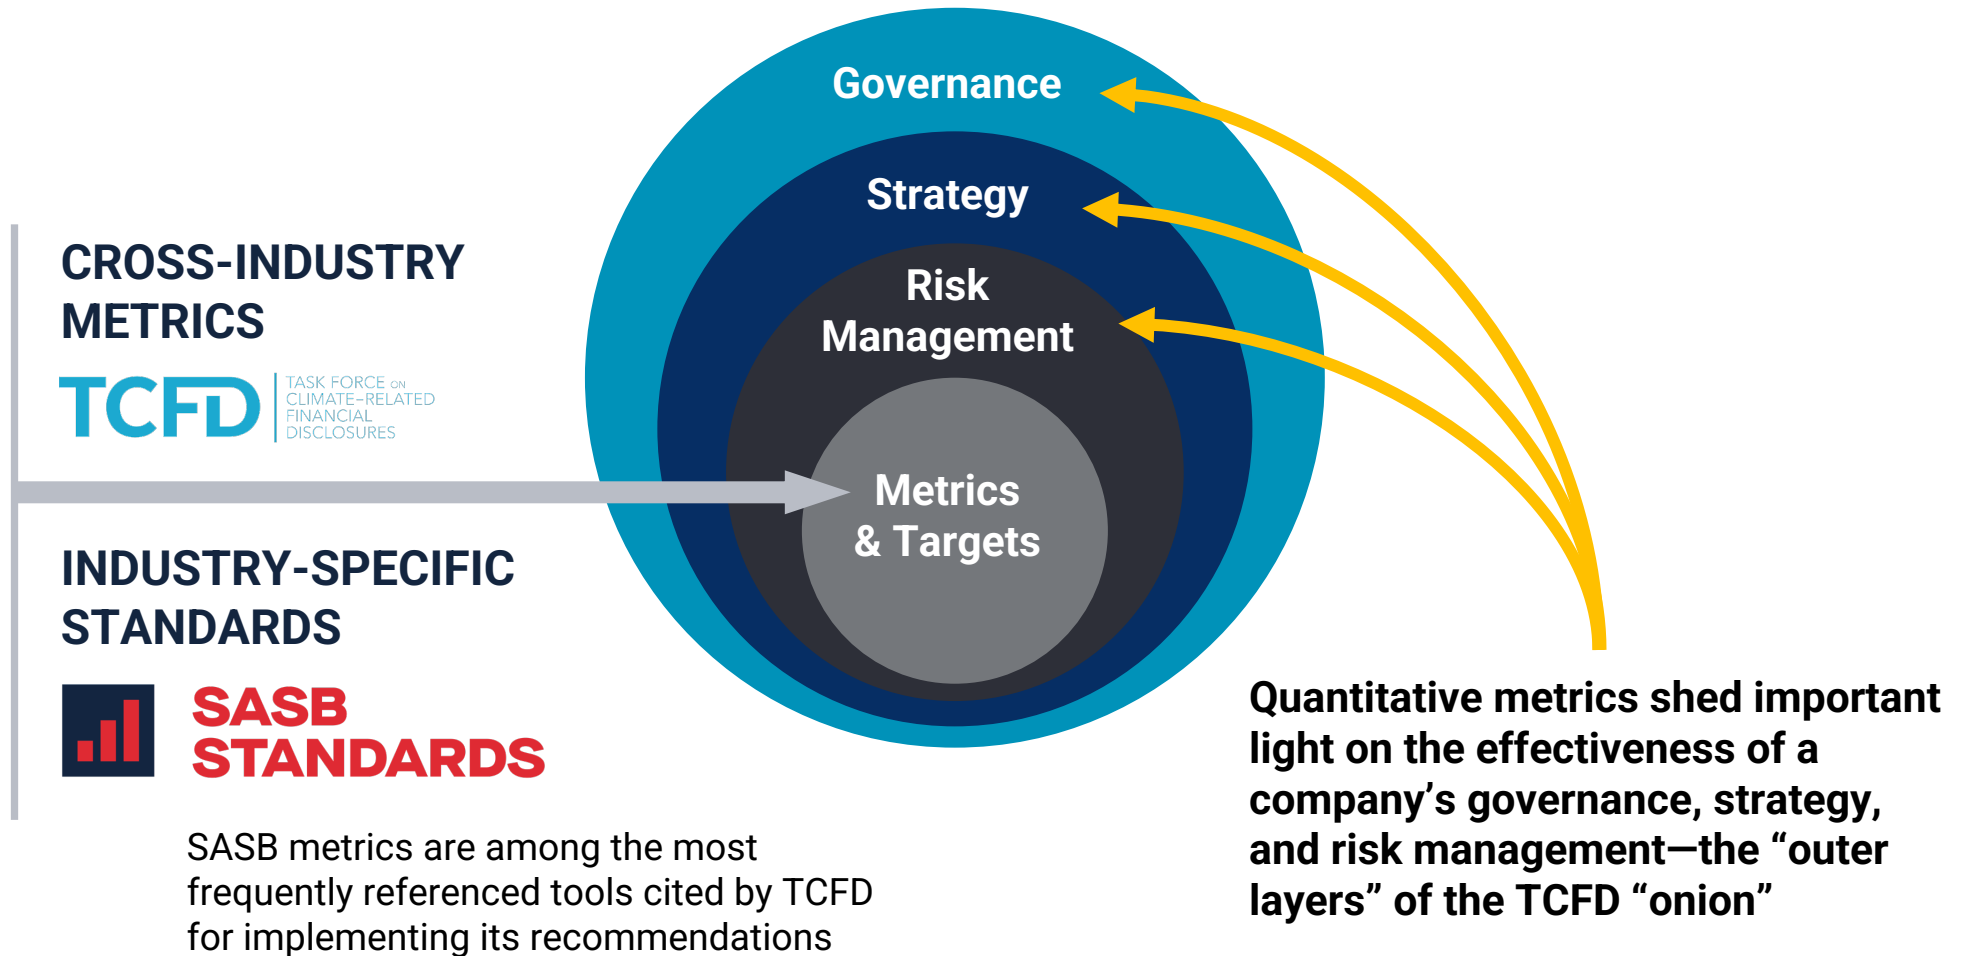 Governance
Strategy
Risk
Management
Metrics
& Targets
CROSS-INDUSTRY
METRICS
TCFD
TASK FORCE ON
CLIMATE-RELATED
FINANCIAL
DISCLOSURES
INDUSTRY-SPECIFIC
STANDARDS
SASB
STANDARDS
SASB metrics are among the most
frequently referenced tools cited by TCFD
for implementing its recommendations
Quantitative metrics shed important
light on the effectiveness of a
company’s governance, strategy,
and risk management—the “outer
layers” of the TCFD “onion”